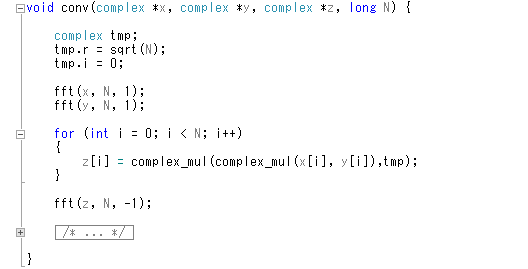 void conv(complex *x, complex *y, complex *z, long N) {
complex tmp;
tmp.r = sqrt(N);
tmp.i = 0;
fft(x, N, 1);
fft(y, N, 1);
for (int i = 0; i < N; i++)
{
z[i] = complex_mul(complex_mul(x[i], y[i]),tmp);
}
fft(z, N, -1);
/* ... */
}